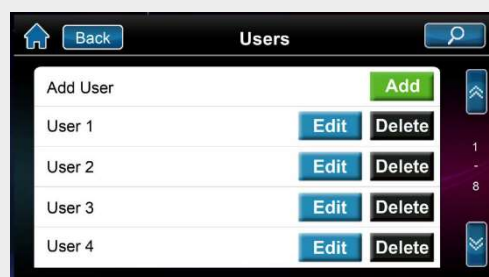 Back Users
Add User Add
User 1 Edit Delete
User 2 Edit Delete
User 3 Edit Delete
User 4 Edit Delete
1
-
8